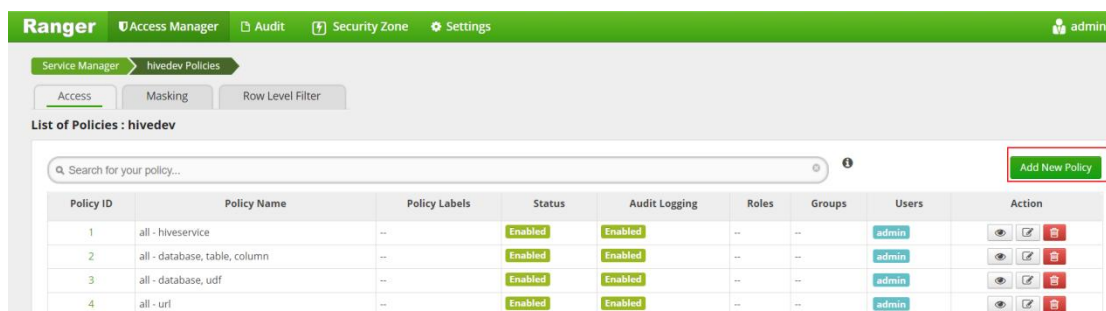 Ranger Access Manager Audit Security Zone Settings admin
Service Manager hivedev Policies
Access Masking Row Level Filter
List of Policies : hivedev
Search for your policy... Add New Policy
Policy ID Policy Name Policy Labels Status Audit Logging Roles Groups Users Action
1 all - hiveservice -- Enabled Enabled -- -- admin
2 all - database, table, column -- Enabled Enabled -- -- admin
3 all - database, udf -- Enabled Enabled -- -- admin
4 all - url -- Enabled Enabled -- -- admin